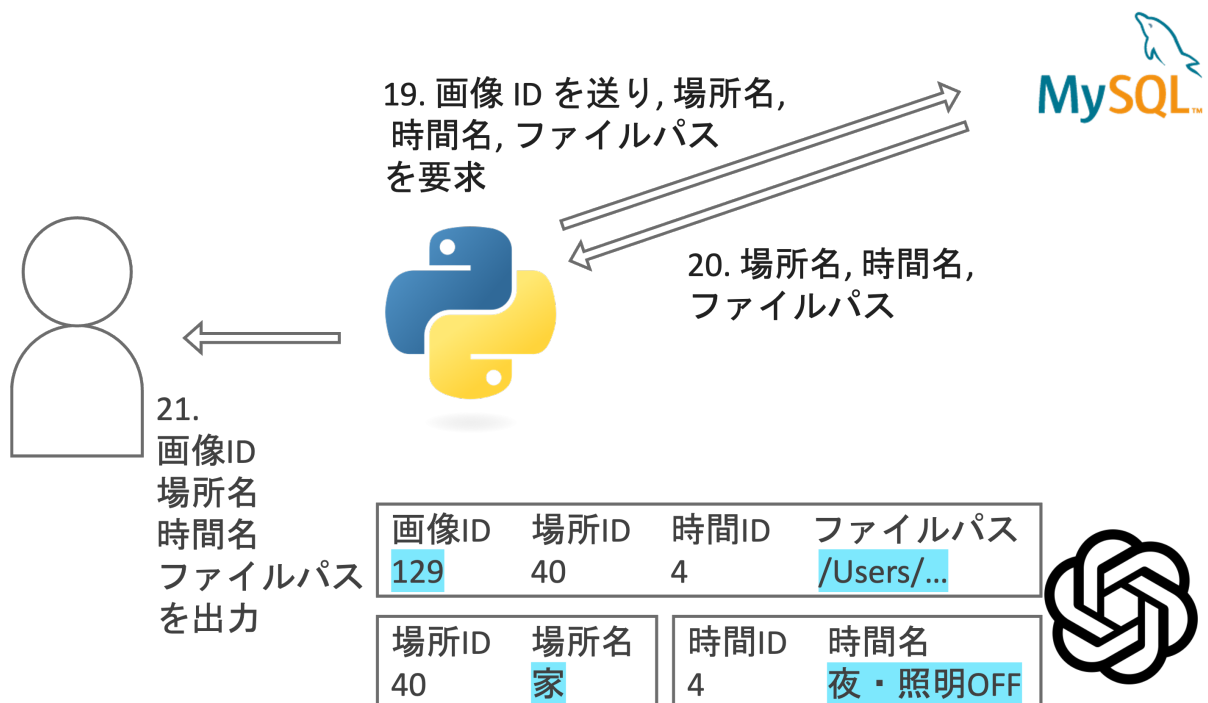 19. 画像 ID を送り, 場所名,
時間名, ファイルパス
を要求
MySQL™
20. 場所名, 時間名,
ファイルパス
21.
画像ID
場所名
時間名
ファイルパス
を出力
画像ID 場所ID 時間ID ファイルパス
129 40 4 /Users/...
場所ID 場所名
40 家
時間ID 時間名
4 夜・照明OFF